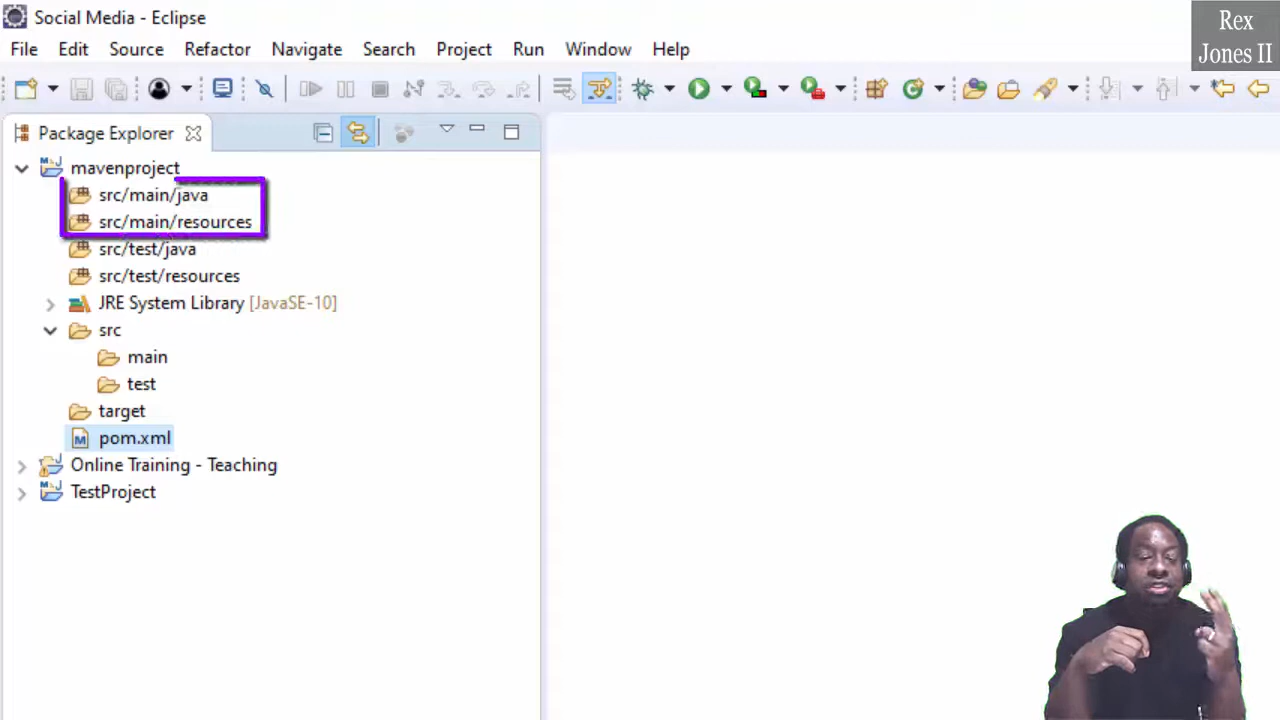 Social Media - Eclipse
Rex
Jones II
File Edit Source Refactor Navigate Search Project Run Window Help
Package Explorer
mavenproject
src/main/java
src/main/resources
src/test/java
src/test/resources
JRE System Library [JavaSE-10]
src
main
test
target
pom.xml
Online Training - Teaching
TestProject